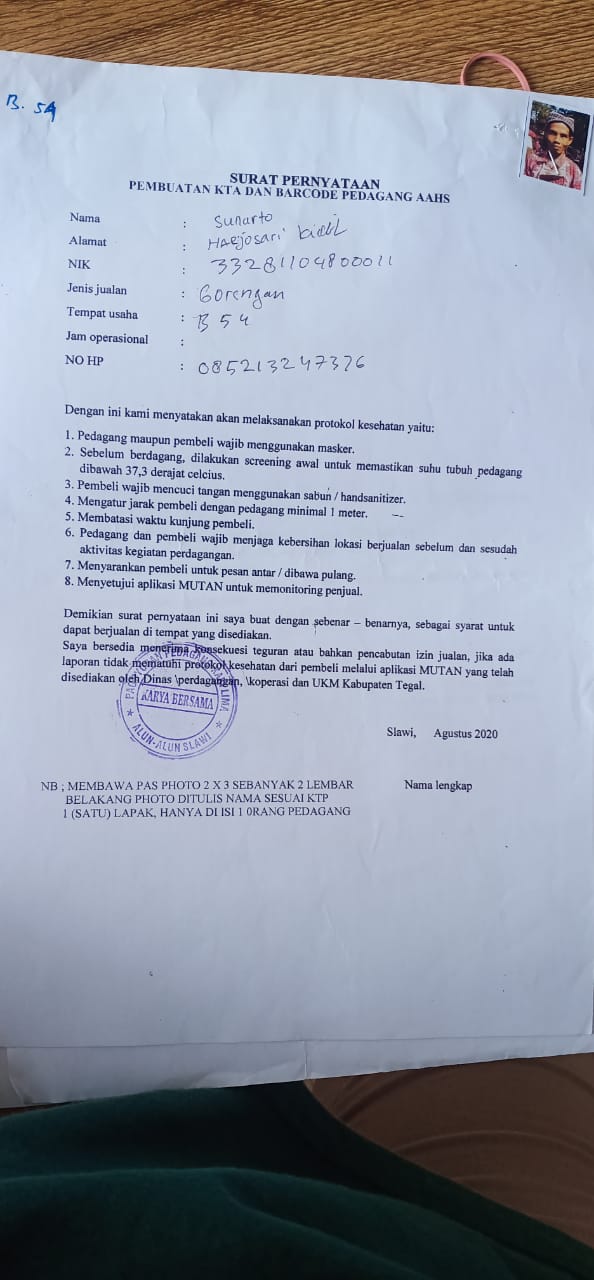 B. 54
SURAT PERNYATAAN
PEMBUATAN KTA DAN BARCODE PEDAGANG AAHS
Nama : Sunarto
Alamat : Harjosari kidil
NIK : 33281104800011
Jenis jualan : Gorengan
Tempat usaha : B 54
Jam operasional :
NO HP : 085213247326
Dengan ini kami menyatakan akan melaksanakan protokol kesehatan yaitu:
1. Pedagang maupun pembeli wajib menggunakan masker.
2. Sebelum berdagang, dilakukan screening awal untuk memastikan suhu tubuh pedagang
dibawah 37,3 derajat celcius.
3. Pembeli wajib mencuci tangan menggunakan sabun / handsanitizer.
4. Mengatur jarak pembeli dengan pedagang minimal 1 meter.
5. Membatasi waktu kunjung pembeli.
6. Pedagang dan pembeli wajib menjaga kebersihan lokasi berjualan sebelum dan sesudah
aktivitas kegiatan perdagangan.
7. Menyarankan pembeli untuk pesan antar / dibawa pulang.
8. Menyetujui aplikasi MUTAN untuk memonitoring penjual.
Demikian surat pernyataan ini saya buat dengan sebenar – benarnya, sebagai syarat untuk
dapat berjualan di tempat yang disediakan.
Saya bersedia menerima konsekuesi teguran atau bahkan pencabutan izin jualan, jika ada
laporan tidak mematuhi protokol kesehatan dari pembeli melalui aplikasi MUTAN yang telah
disediakan oleh Dinas \perdagangan, \koperasi dan UKM Kabupaten Tegal.
PAGUYUBAN PEDAGANG KAKI LIMA
KARYA BERSAMA
ALUN-ALUN SLAWI
Slawi, Agustus 2020
NB ; MEMBAWA PAS PHOTO 2 X 3 SEBANYAK 2 LEMBAR
BELAKANG PHOTO DITULIS NAMA SESUAI KTP
1 (SATU) LAPAK, HANYA DI ISI 1 0RANG PEDAGANG
Nama lengkap